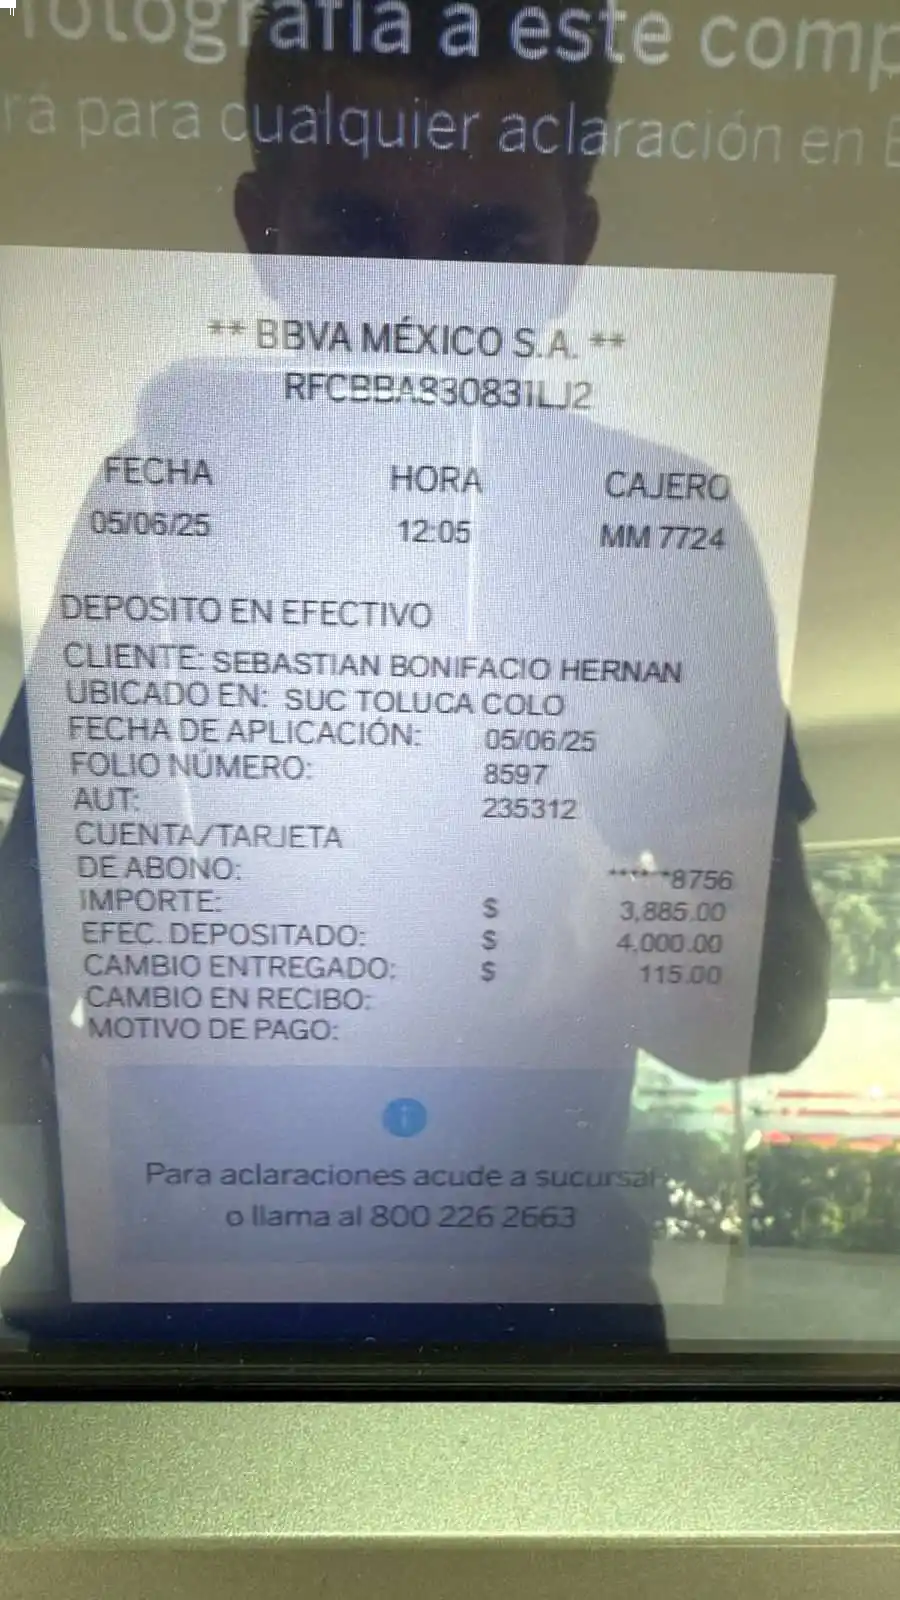 fotografía a este comp
rá para cualquier aclaración en B
** BBVA MÉXICO S.A. **
RFCBBA830831LJ2
FECHA HORA CAJERO
05/06/25 12:05 MM 7724
DEPOSITO EN EFECTIVO
CLIENTE: SEBASTIAN BONIFACIO HERNAN
UBICADO EN: SUC TOLUCA COLO
FECHA DE APLICACIÓN: 05/06/25
FOLIO NÚMERO: 8597
AUT: 235312
CUENTA/TARJETA
DE ABONO: ******8756
IMPORTE: $ 3,885.00
EFEC. DEPOSITADO: $ 4,000.00
CAMBIO ENTREGADO: $ 115.00
CAMBIO EN RECIBO:
MOTIVO DE PAGO:
Para aclaraciones acude a sucursal
o llama al 800 226 2663